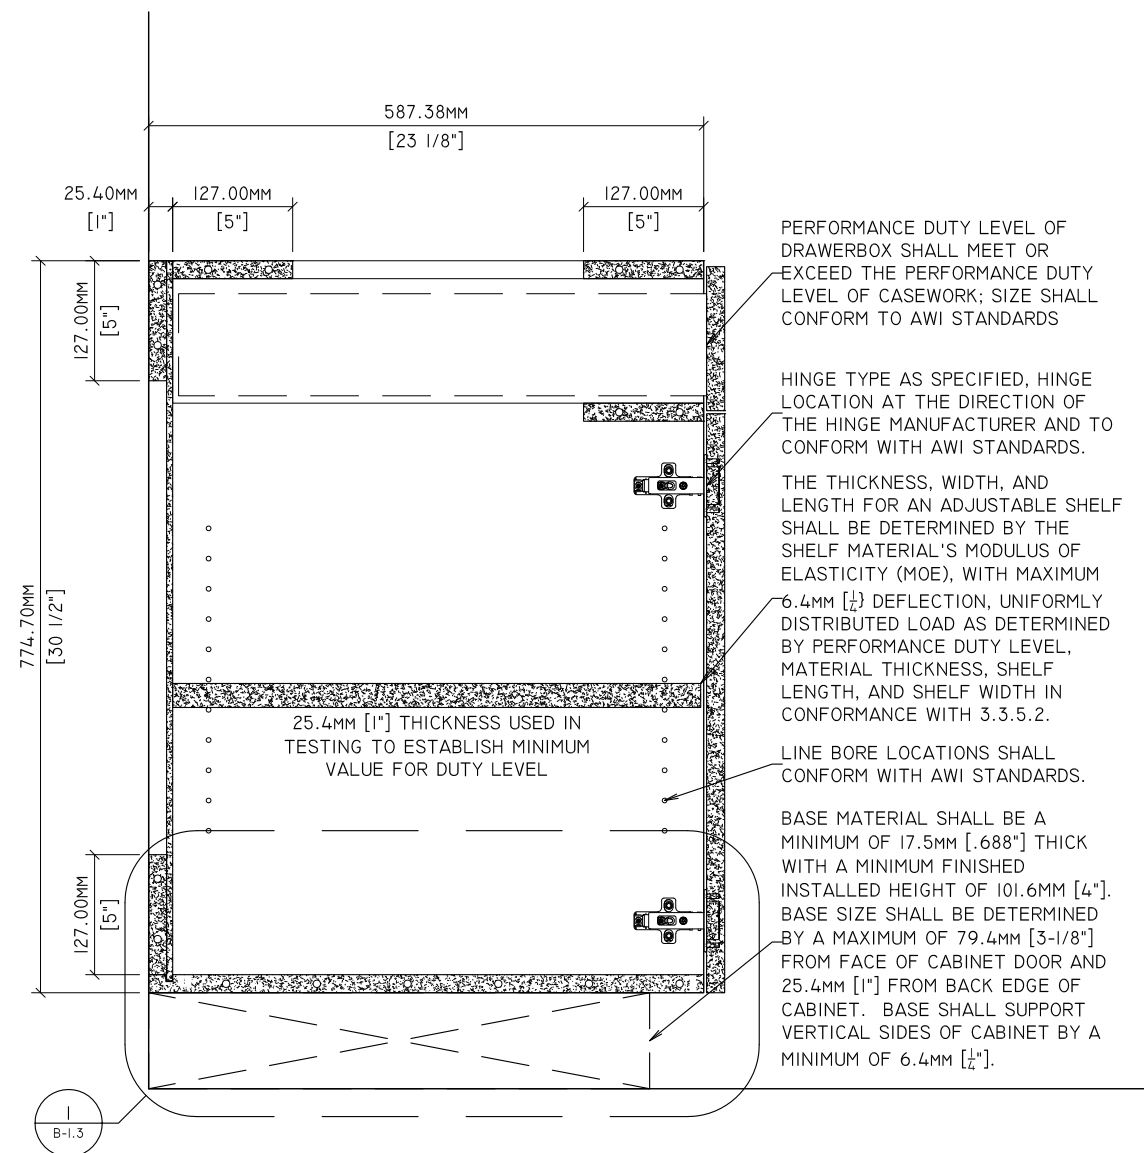 587.38MM
[23 1/8"]
25.40MM
[1"]
127.00MM
[5"]
127.00MM
[5"]
127.00MM
[5"]
774.70MM
[30 1/2"]
127.00MM
[5"]
PERFORMANCE DUTY LEVEL OF
DRAWERBOX SHALL MEET OR
EXCEED THE PERFORMANCE DUTY
LEVEL OF CASEWORK; SIZE SHALL
CONFORM TO AWI STANDARDS
HINGE TYPE AS SPECIFIED, HINGE
LOCATION AT THE DIRECTION OF
THE HINGE MANUFACTURER AND TO
CONFORM WITH AWI STANDARDS.
THE THICKNESS, WIDTH, AND
LENGTH FOR AN ADJUSTABLE SHELF
SHALL BE DETERMINED BY THE
SHELF MATERIAL'S MODULUS OF
ELASTICITY (MOE), WITH MAXIMUM
6.4MM [1/4} DEFLECTION, UNIFORMLY
DISTRIBUTED LOAD AS DETERMINED
BY PERFORMANCE DUTY LEVEL,
MATERIAL THICKNESS, SHELF
LENGTH, AND SHELF WIDTH IN
CONFORMANCE WITH 3.3.5.2.
25.4MM [1"] THICKNESS USED IN
TESTING TO ESTABLISH MINIMUM
VALUE FOR DUTY LEVEL
LINE BORE LOCATIONS SHALL
CONFORM WITH AWI STANDARDS.
BASE MATERIAL SHALL BE A
MINIMUM OF 17.5MM [.688"] THICK
WITH A MINIMUM FINISHED
INSTALLED HEIGHT OF 101.6MM [4"].
BASE SIZE SHALL BE DETERMINED
BY A MAXIMUM OF 79.4MM [3-1/8"]
FROM FACE OF CABINET DOOR AND
25.4MM [1"] FROM BACK EDGE OF
CABINET. BASE SHALL SUPPORT
VERTICAL SIDES OF CABINET BY A
MINIMUM OF 6.4MM [1/4"].
1
B-1.3